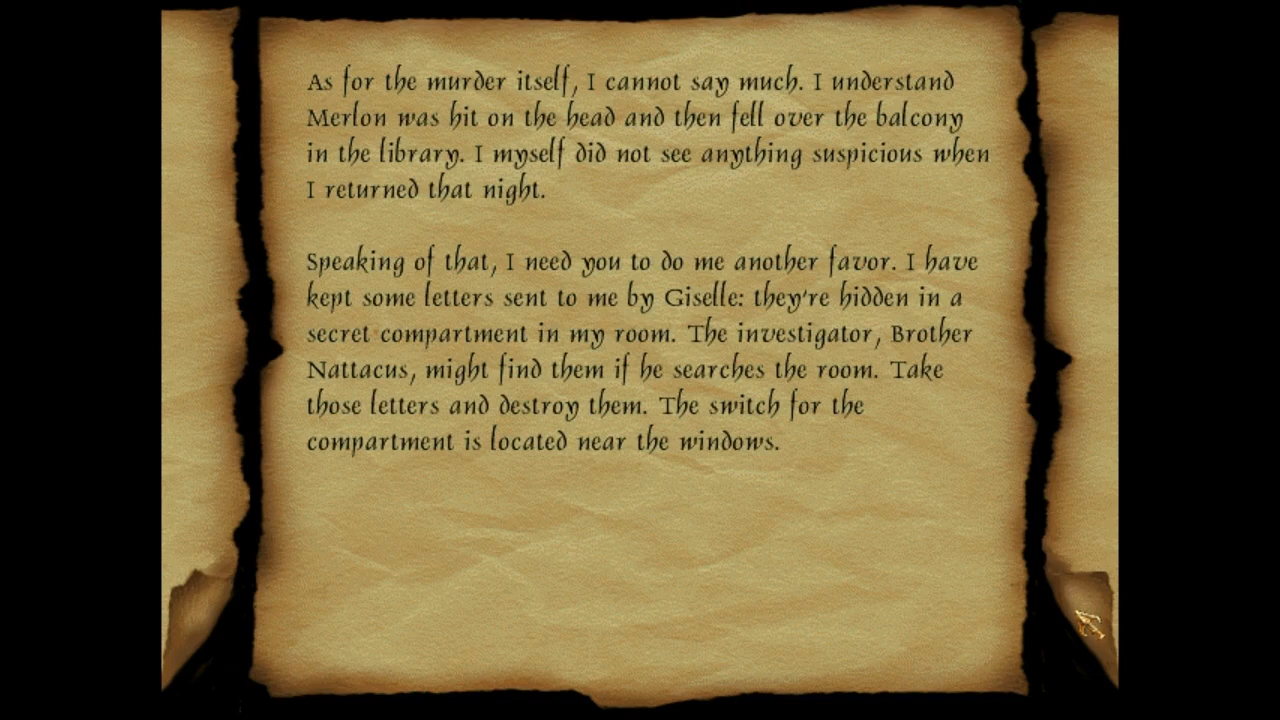 As for the murder itself, I cannot say much. I understand
Merlon was hit on the head and then fell over the balcony
in the library. I myself did not see anything suspicious when
I returned that night.
Speaking of that, I need you to do me another favor. I have
kept some letters sent to me by Giselle: they're hidden in a
secret compartment in my room. The investigator, Brother
Nattacus, might find them if he searches the room. Take
those letters and destroy them. The switch for the
compartment is located near the windows.